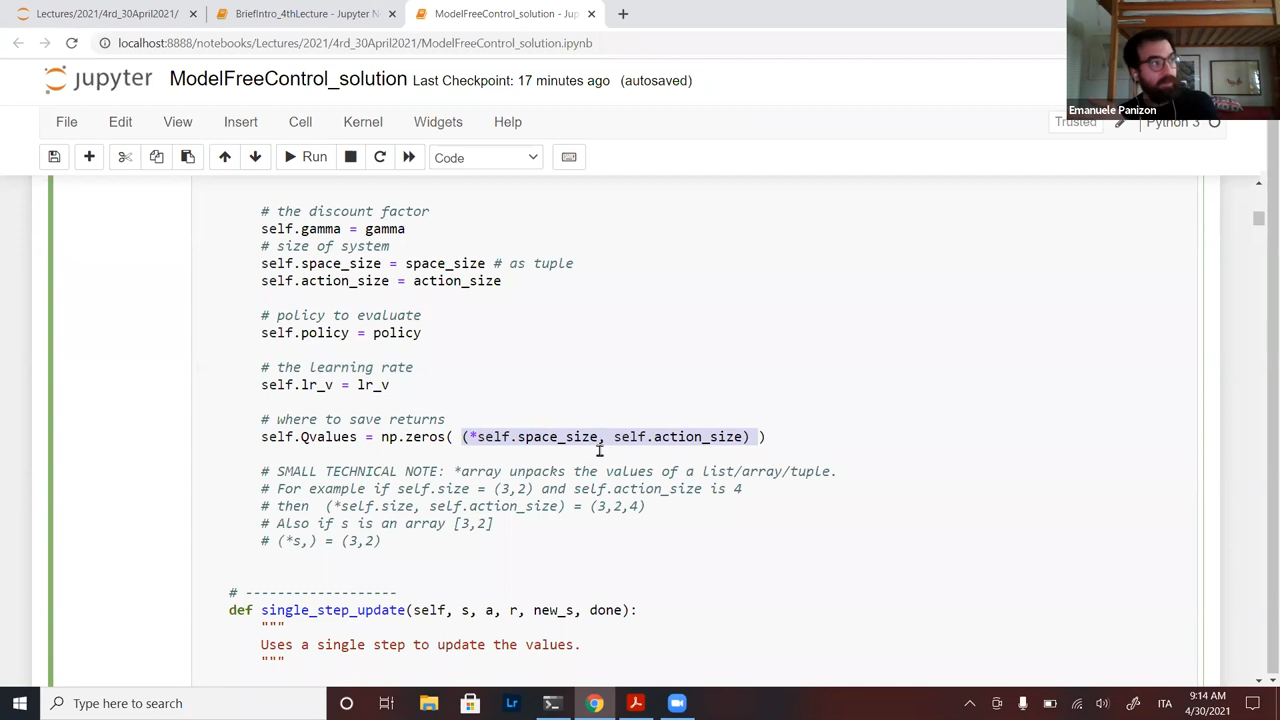 Lectures/2021/4rd_30April2021/
BriefIntro_4thLecture - Jupyter N
ModelFreeControl_solution - Jup
localhost:8888/notebooks/Lectures/2021/4rd_30April2021/ModelFreeControl_solution.ipynb
jupyter ModelFreeControl_solution Last Checkpoint: 17 minutes ago (autosaved)
Emanuele Panizon
File Edit View Insert Cell Kernel Widgets Help
Trusted Python 3
Run Code
# the discount factor
self.gamma = gamma
# size of system
self.space_size = space_size # as tuple
self.action_size = action_size
# policy to evaluate
self.policy = policy
# the learning rate
self.lr_v = lr_v
# where to save returns
self.Qvalues = np.zeros( (*self.space_size, self.action_size) )
# SMALL TECHNICAL NOTE: *array unpacks the values of a list/array/tuple.
# For example if self.size = (3,2) and self.action_size is 4
# then (*self.size, self.action_size) = (3,2,4)
# Also if s is an array [3,2]
# (*s,) = (3,2)
# -------------------
def single_step_update(self, s, a, r, new_s, done):
"""
Uses a single step to update the values.
"""
Type here to search
ITA
9:14 AM
4/30/2021